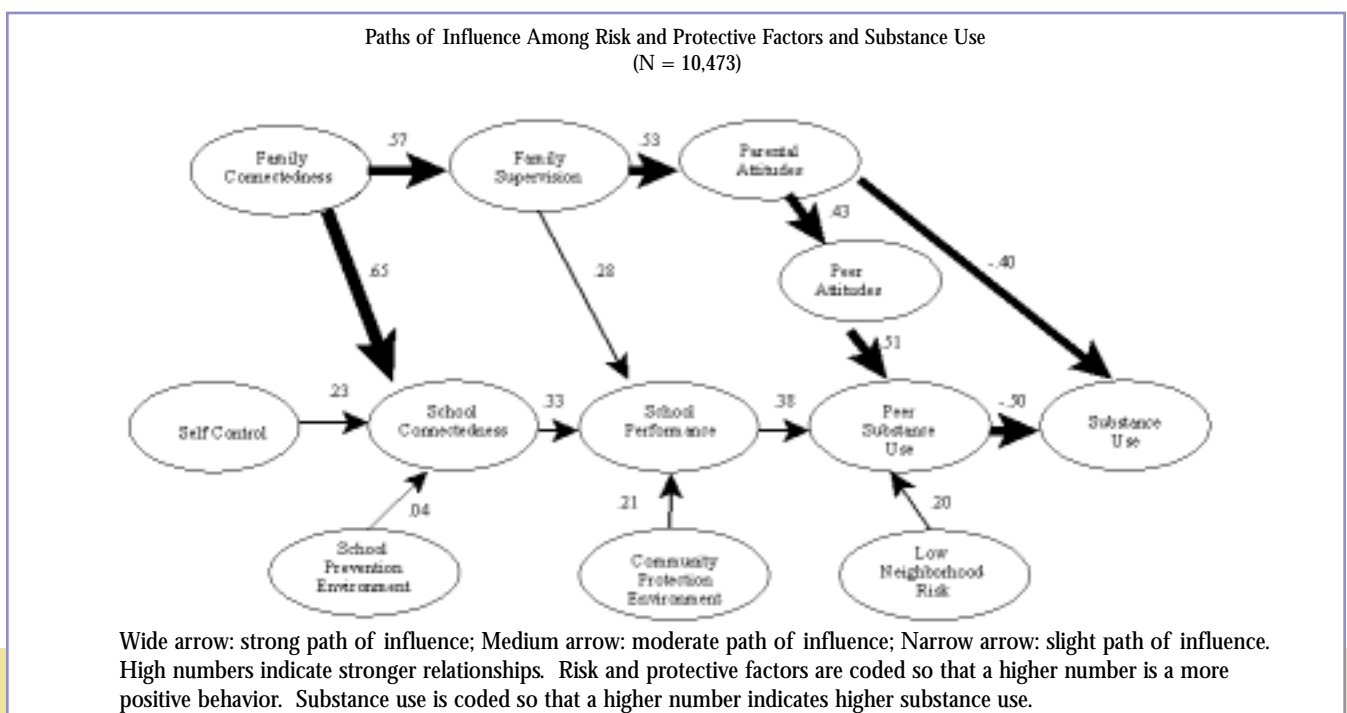 Paths of Influence Among Risk and Protective Factors and Substance Use
(N = 10,473)
Family
Connectedness
.57
Family
Supervision
.53
Parental
Attitudes
.43
-.40
.65
.28
Peer
Attitudes
.51
Self Control
.23
School
Connectedness
.33
School
Performance
.38
Peer
Substance
Use
-.50
Substance
Use
.04
.21
.20
School
Prevention
Environment
Community
Protection
Environment
Low
Neighborhood
Risk
Wide arrow: strong path of influence; Medium arrow: moderate path of influence; Narrow arrow: slight path of influence.
High numbers indicate stronger relationships. Risk and protective factors are coded so that a higher number is a more
positive behavior. Substance use is coded so that a higher number indicates higher substance use.